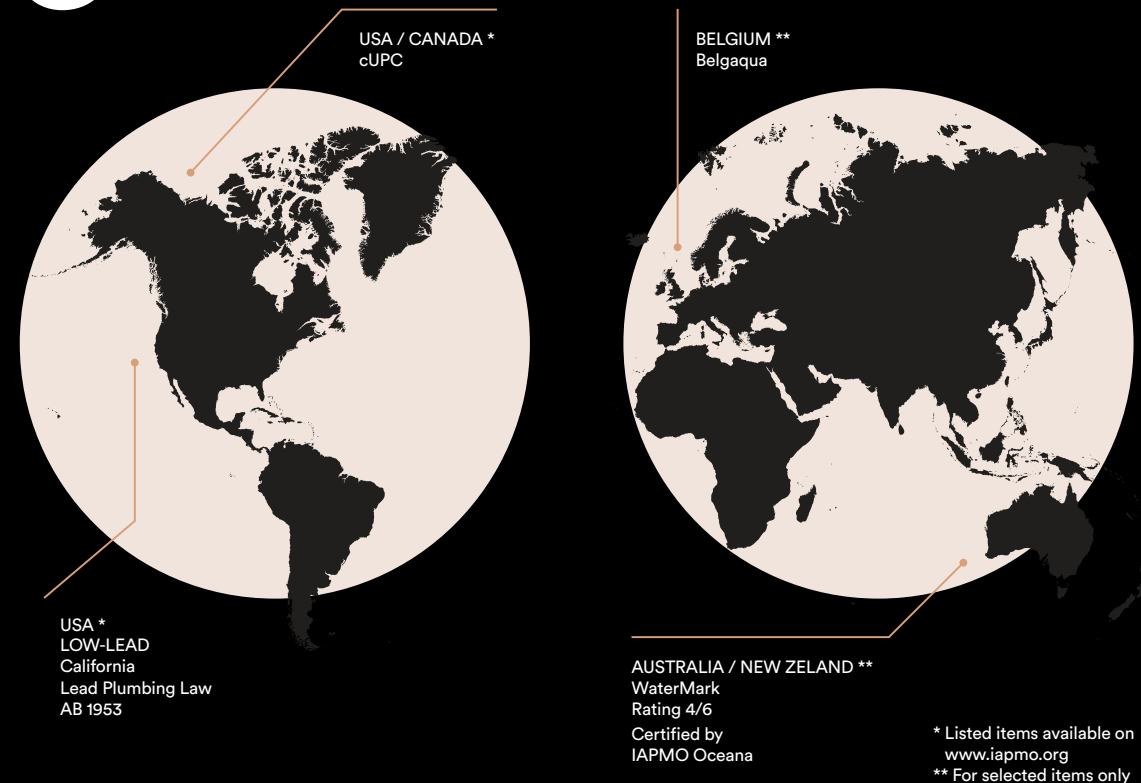 USA / CANADA *
cUPC
BELGIUM **
Belgaqua
USA *
LOW-LEAD
California
Lead Plumbing Law
AB 1953
AUSTRALIA / NEW ZELAND **
WaterMark
Rating 4/6
Certified by
IAPMO Oceana
* Listed items available on
www.iapmo.org
** For selected items only